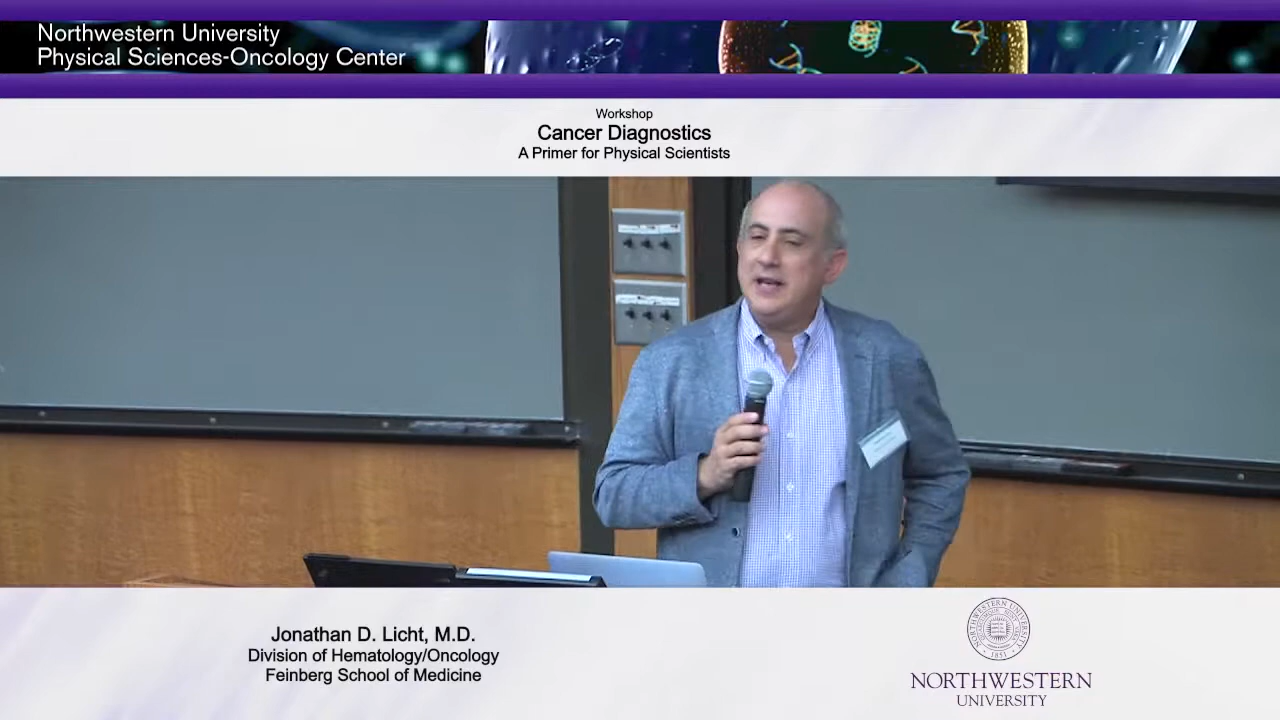 Northwestern University
Physical Sciences-Oncology Center
Workshop
Cancer Diagnostics
A Primer for Physical Scientists
Jonathan D. Licht, M.D.
Division of Hematology/Oncology
Feinberg School of Medicine
NORTHWESTERN
UNIVERSITY